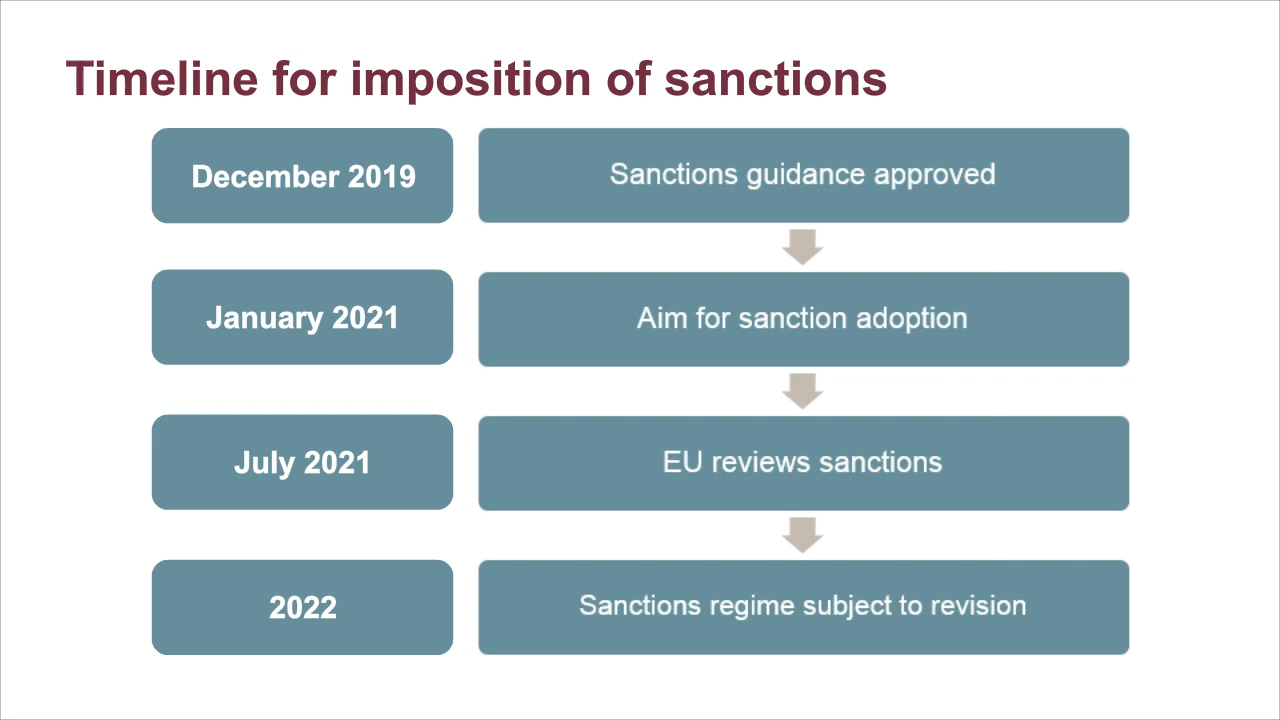 Timeline for imposition of sanctions
December 2019
Sanctions guidance approved
January 2021
Aim for sanction adoption
July 2021
EU reviews sanctions
2022
Sanctions regime subject to revision